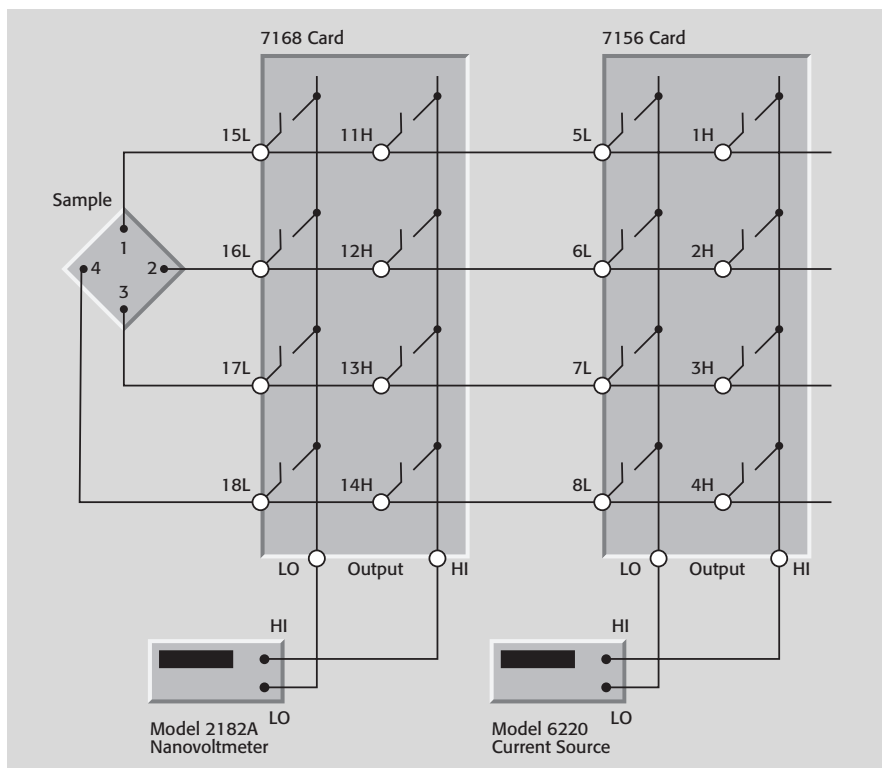 7168 Card
7156 Card
15L
11H
5L
1H
Sample
1
16L
12H
6L
2H
4
2
3
17L
13H
7L
3H
18L
14H
8L
4H
LO
Output
HI
LO
Output
HI
HI
HI
LO
LO
Model 2182A
Nanovoltmeter
Model 6220
Current Source